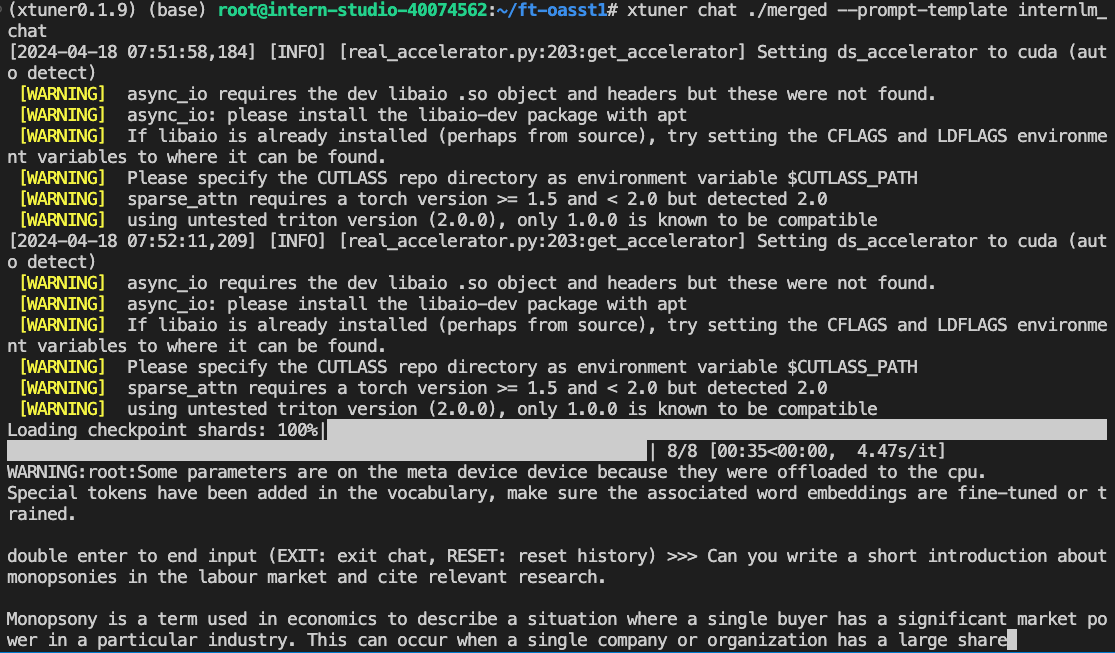 (xtuner0.1.9) (base) root@intern-studio-40074562:~/ft-oasst1# xtuner chat ./merged --prompt-template internlm_
chat
[2024-04-18 07:51:58,184] [INFO] [real_accelerator.py:203:get_accelerator] Setting ds_accelerator to cuda (aut
o detect)
[WARNING]  async_io requires the dev libaio .so object and headers but these were not found.
[WARNING]  async_io: please install the libaio-dev package with apt
[WARNING]  If libaio is already installed (perhaps from source), try setting the CFLAGS and LDFLAGS environme
nt variables to where it can be found.
[WARNING]  Please specify the CUTLASS repo directory as environment variable $CUTLASS_PATH
[WARNING]  sparse_attn requires a torch version >= 1.5 and < 2.0 but detected 2.0
[WARNING]  using untested triton version (2.0.0), only 1.0.0 is known to be compatible
[2024-04-18 07:52:11,209] [INFO] [real_accelerator.py:203:get_accelerator] Setting ds_accelerator to cuda (aut
o detect)
[WARNING]  async_io requires the dev libaio .so object and headers but these were not found.
[WARNING]  async_io: please install the libaio-dev package with apt
[WARNING]  If libaio is already installed (perhaps from source), try setting the CFLAGS and LDFLAGS environme
nt variables to where it can be found.
[WARNING]  Please specify the CUTLASS repo directory as environment variable $CUTLASS_PATH
[WARNING]  sparse_attn requires a torch version >= 1.5 and < 2.0 but detected 2.0
[WARNING]  using untested triton version (2.0.0), only 1.0.0 is known to be compatible
Loading checkpoint shards: 100%|
| 8/8 [00:35<00:00,  4.47s/it]
WARNING:root:Some parameters are on the meta device device because they were offloaded to the cpu.
Special tokens have been added in the vocabulary, make sure the associated word embeddings are fine-tuned or t
rained.
double enter to end input (EXIT: exit chat, RESET: reset history) >>> Can you write a short introduction about
monopsonies in the labour market and cite relevant research.
Monopsony is a term used in economics to describe a situation where a single buyer has a significant market po
wer in a particular industry. This can occur when a single company or organization has a large share